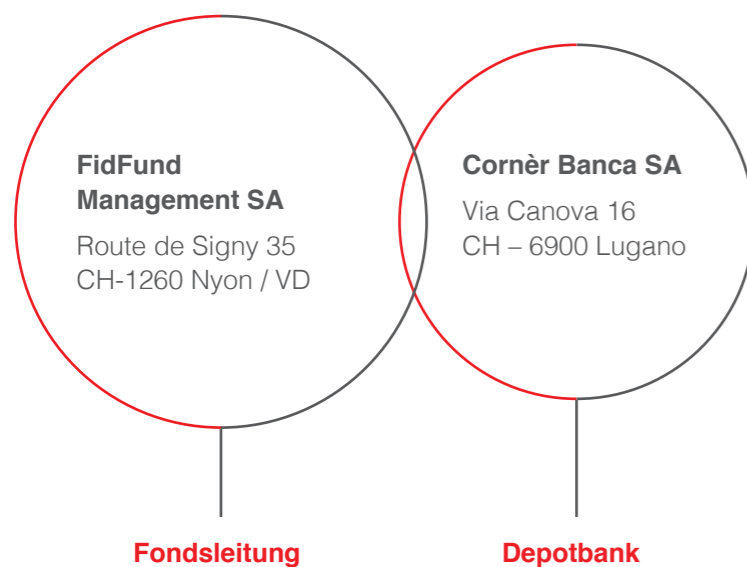 FidFund
Management SA
Route de Signy 35
CH-1260 Nyon / VD
Cornèr Banca SA
Via Canova 16
CH – 6900 Lugano
Fondsleitung
Depotbank